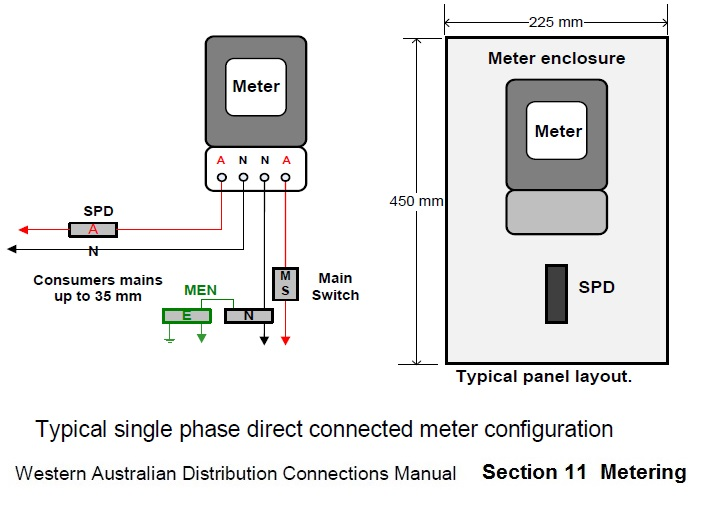 225 mm
Meter enclosure
Meter
Meter
A N N A
450 mm
SPD
A
N
Consumers mains
up to 35 mm
MEN
E
N
M
S
Main
Switch
SPD
Typical panel layout.
Typical single phase direct connected meter configuration
Western Australian Distribution Connections Manual Section 11 Metering